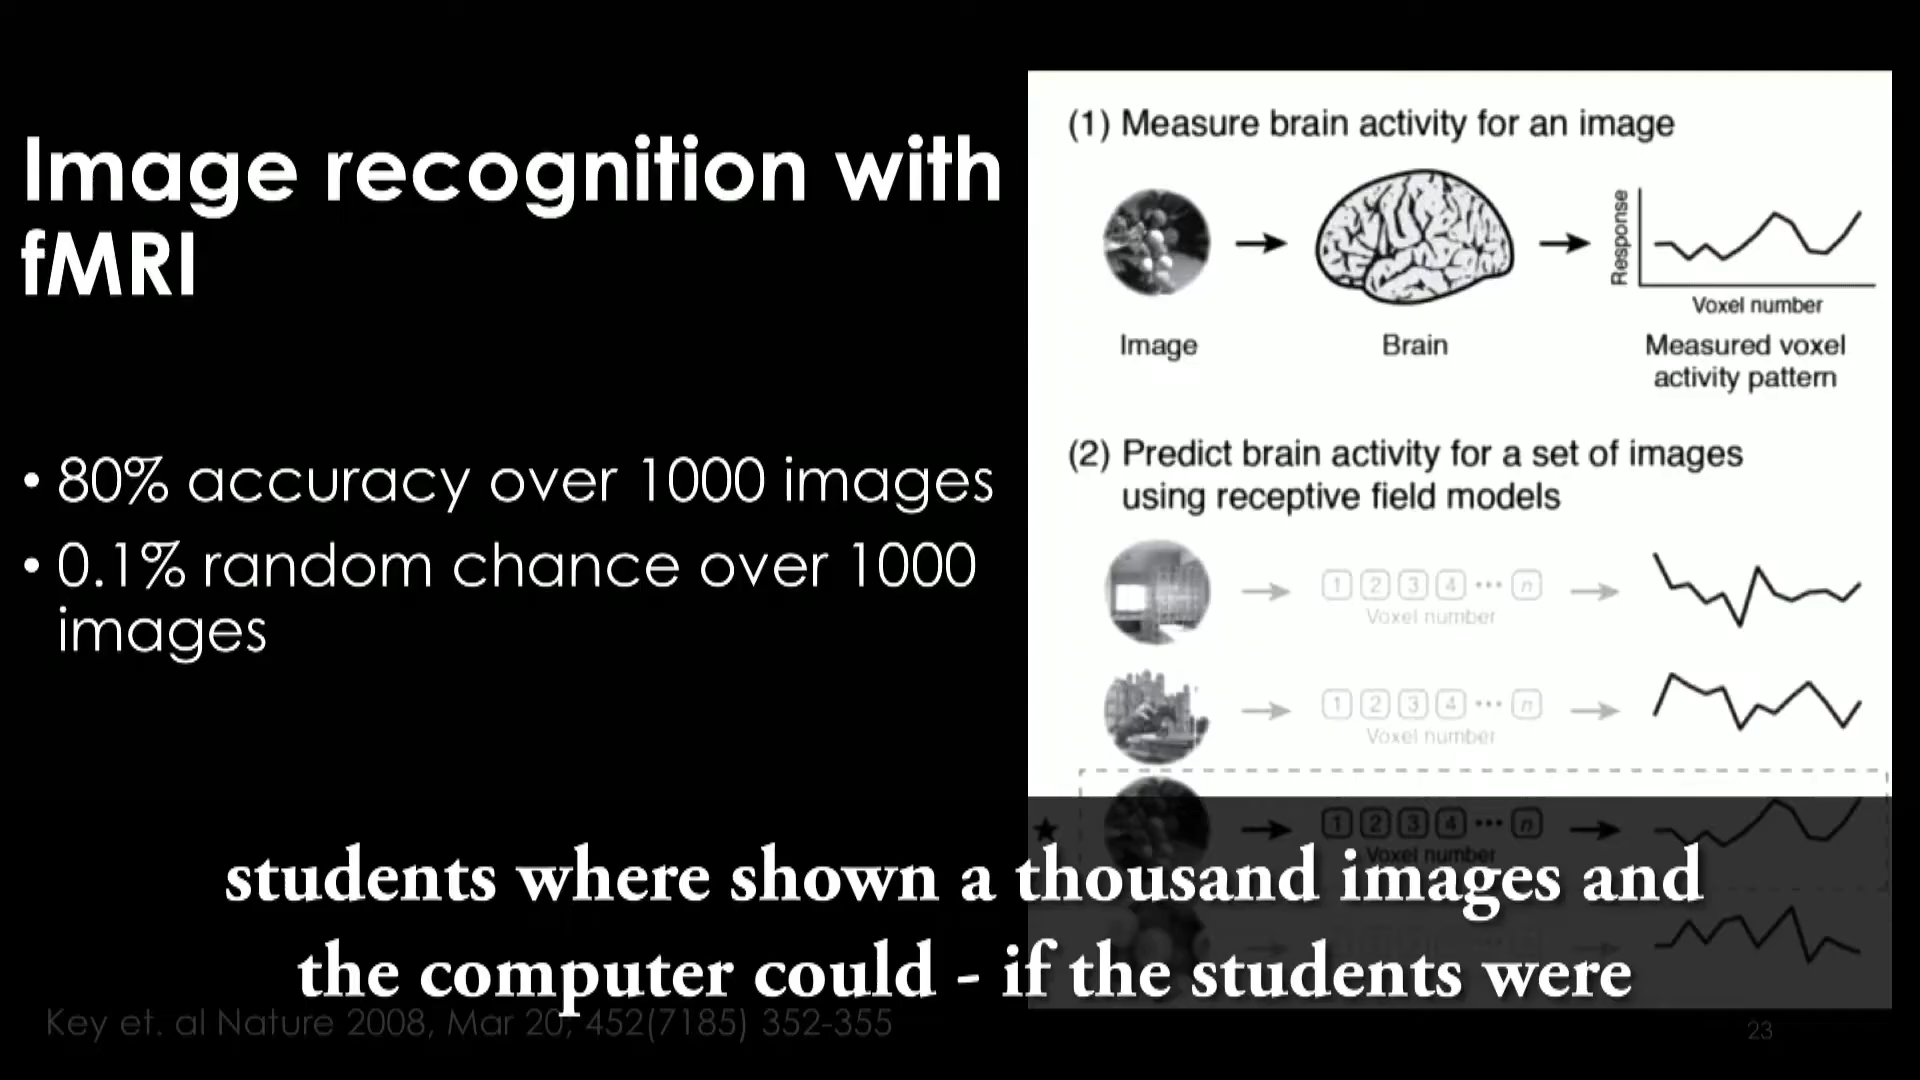 Image recognition with
fMRI
• 80% accuracy over 1000 images
• 0.1% random chance over 1000
images
(1) Measure brain activity for an image
Response
Voxel number
Image
Brain
Measured voxel
activity pattern
(2) Predict brain activity for a set of images
using receptive field models
1 2 3 4 ··· n
Voxel number
1 2 3 4 ··· n
Voxel number
1 2 3 4 ··· n
Voxel number
students where shown a thousand images and
the computer could - if the students were
Key et. al Nature 2008, Mar 20; 452(7185) 352-355
23